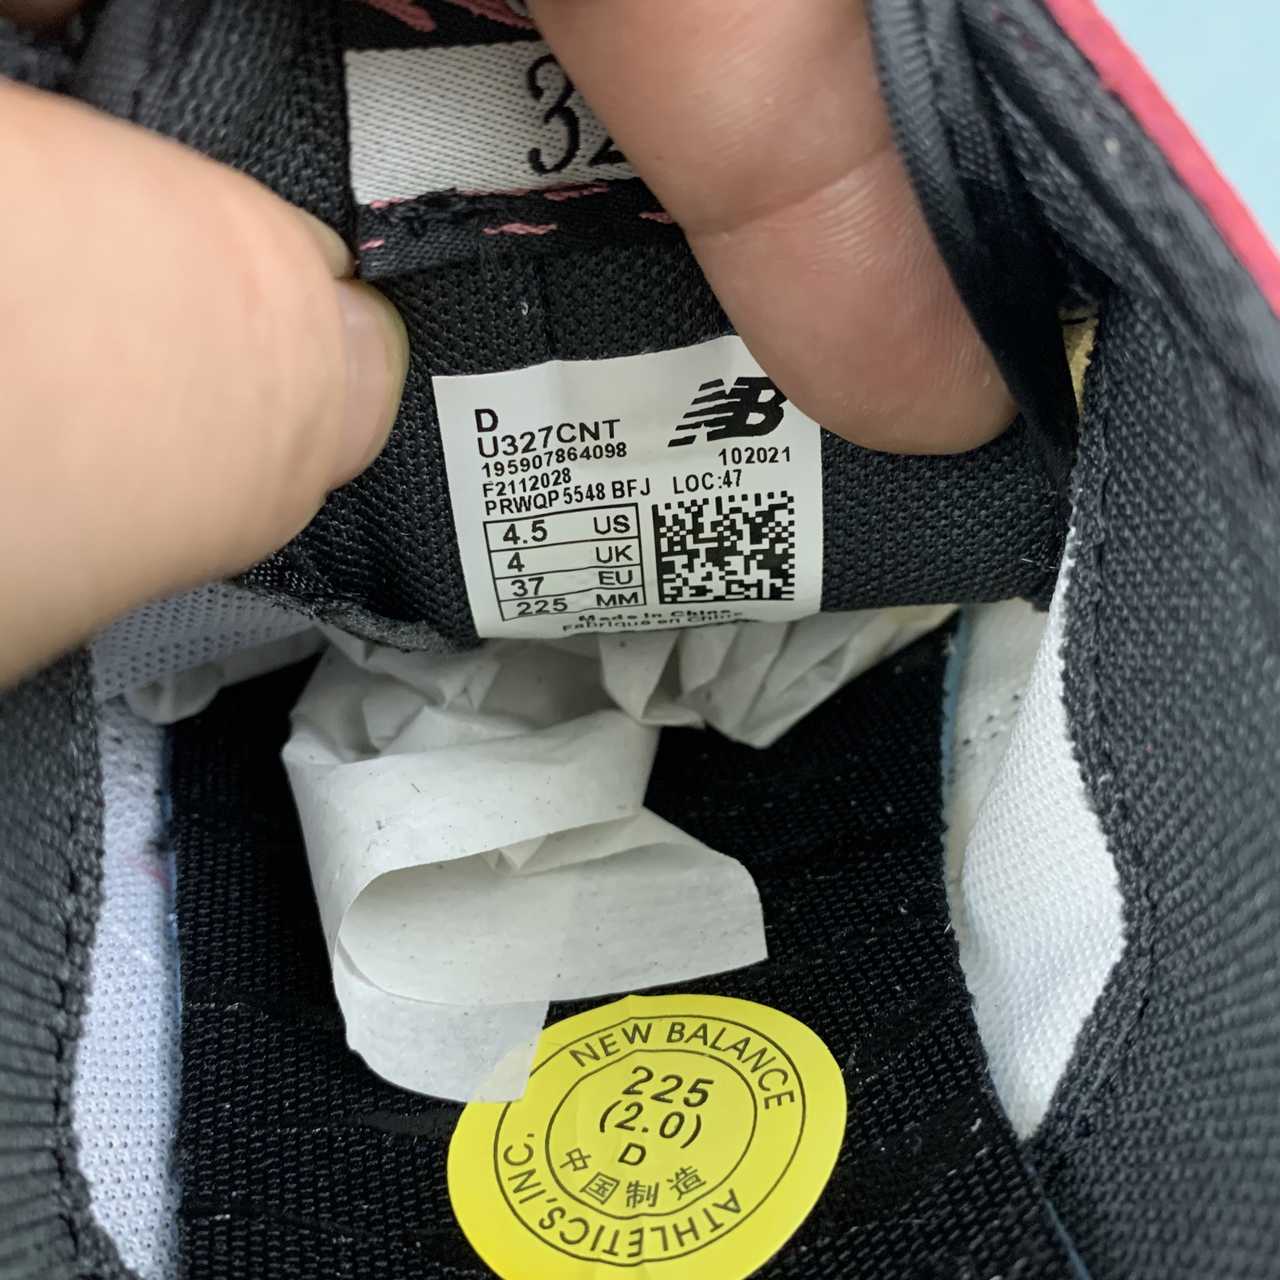 D
U327CNT
195907864098
102021
F2112028
PRWQP 5548 BFJ LOC:47
4.5 US
4 UK
37 EU
225 MM
Made in China
Fabriqué en Chine
NEW BALANCE
225
(2.0)
D
中国制造
ATHLETICS, INC.